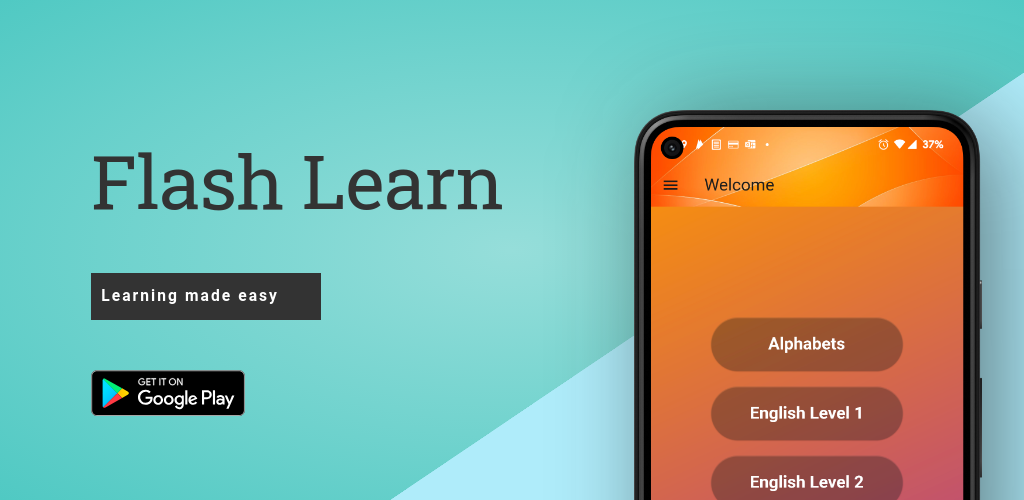 Flash Learn
Learning made easy
GET IT ON
Google Play
37%
Welcome
Alphabets
English Level 1
English Level 2